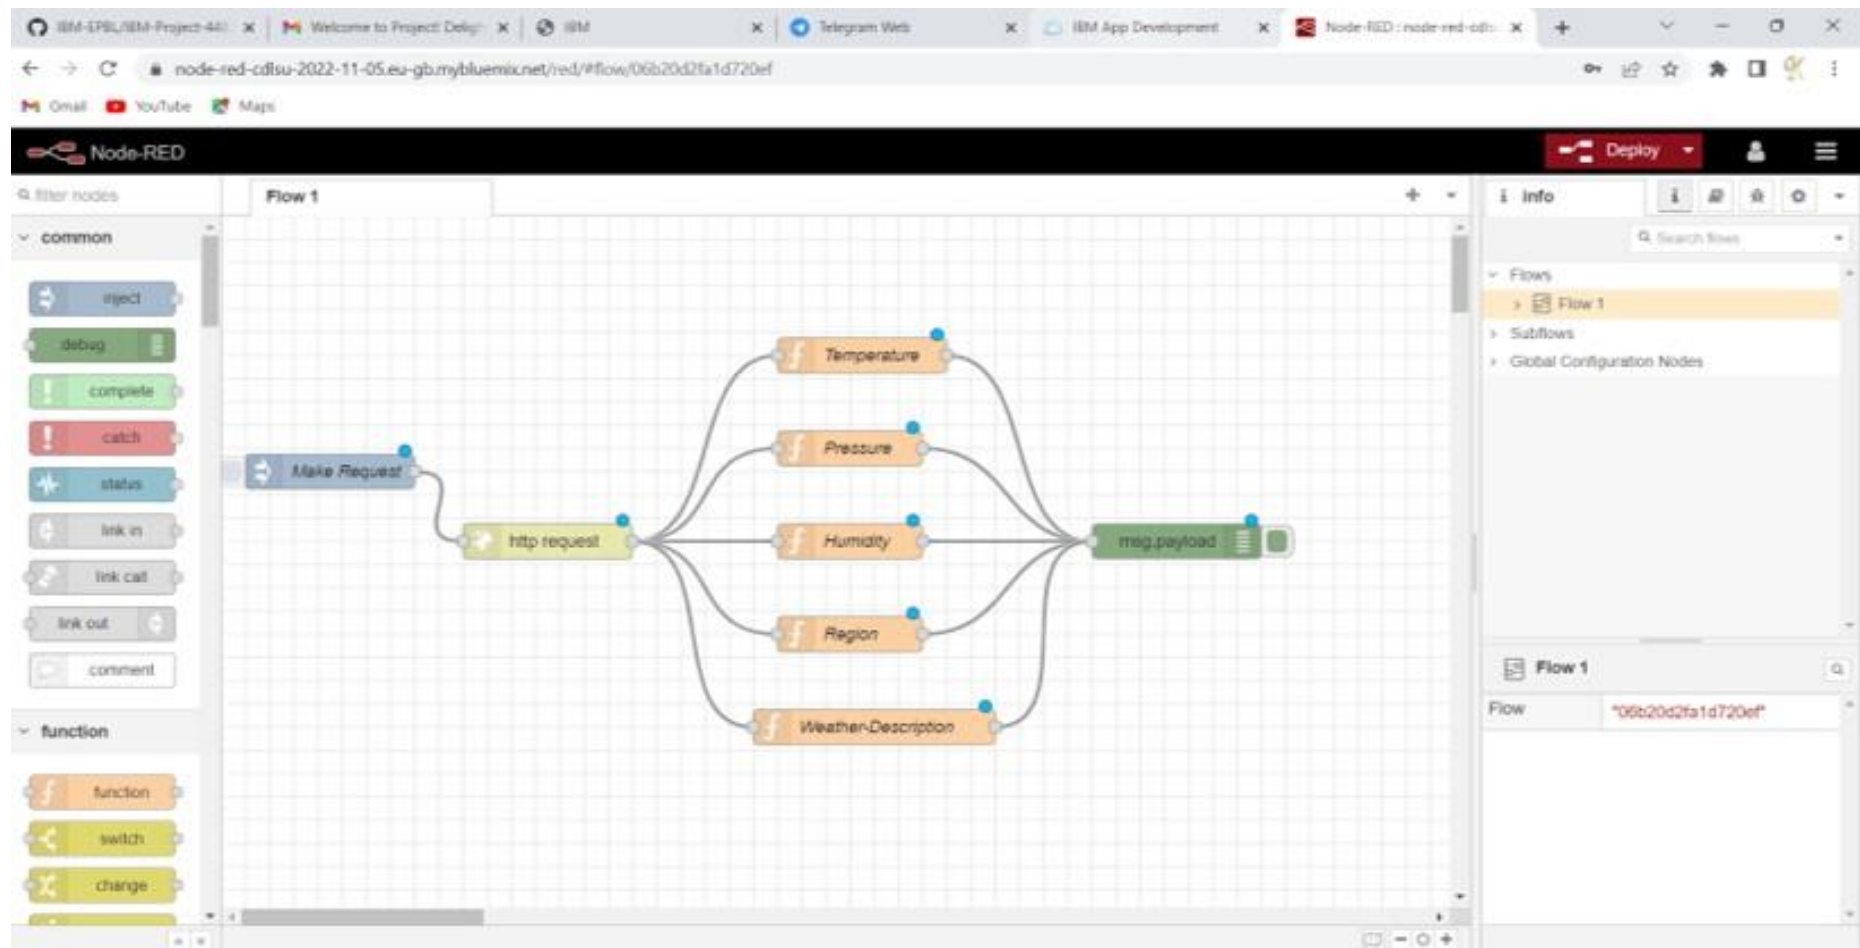 IBM-EPBL/IBM-Project-44
Welcome to Project! Delig
IBM
Telegram Web
IBM App Development
Node-RED : node-red-cdls
node-red-cdlsu-2022-11-05.eu-gb.mybluemix.net/red/#flow/06b20d2fa1d720ef
Gmail YouTube Maps
Node-RED
Deploy
filter nodes
Flow 1
i info
common
Search flows
inject
debug
complete
catch
status
link in
link call
link out
comment
function
function
switch
change
Make Request
http request
Temperature
Pressure
Humidity
Region
Weather-Description
msg.payload
Flows
Flow 1
Subflows
Global Configuration Nodes
Flow 1
Flow "06b20d2fa1d720ef"